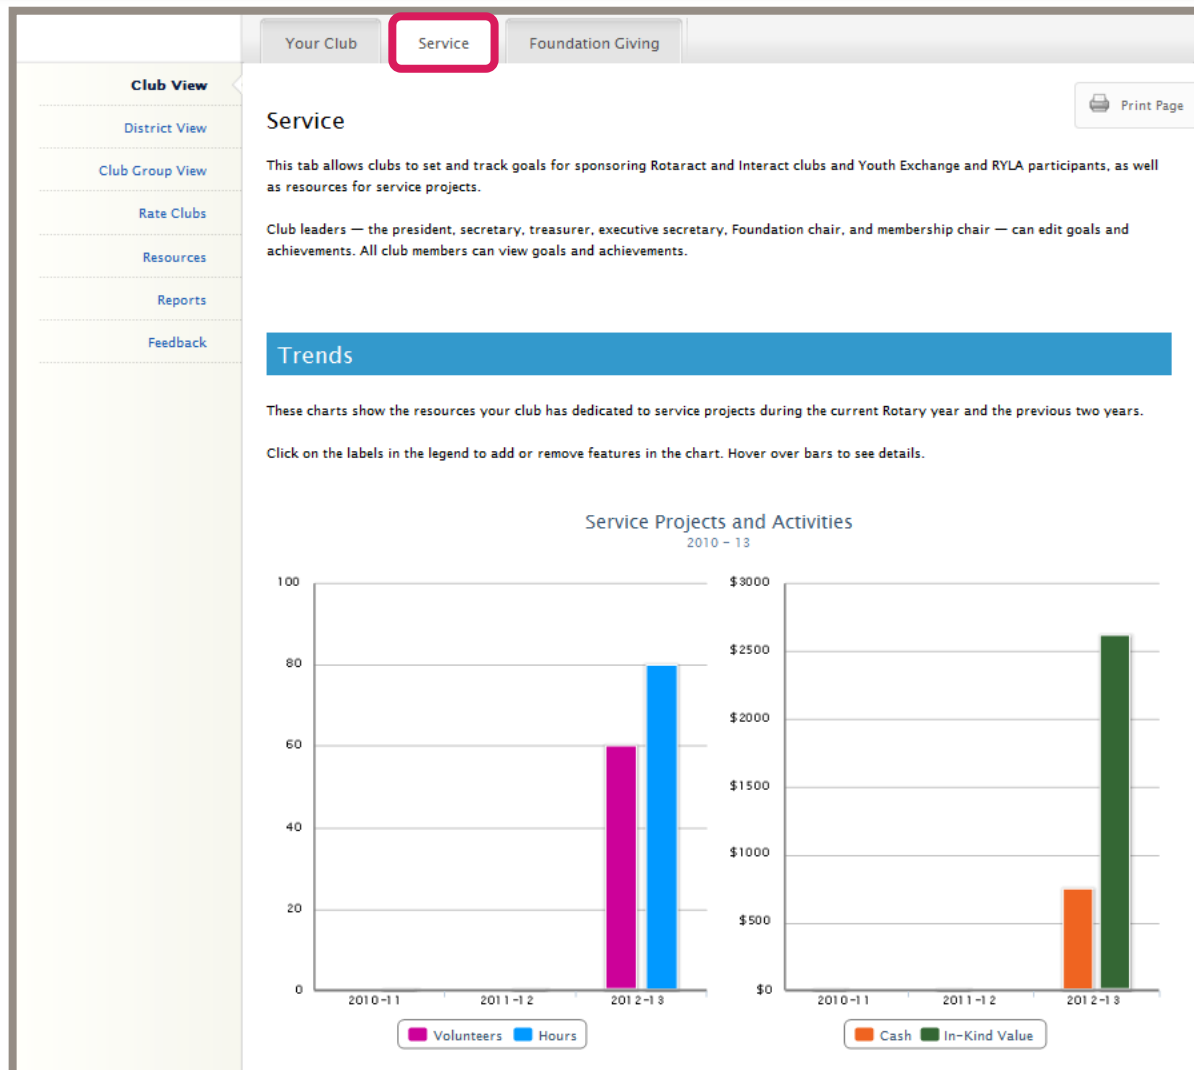 Your Club
Service
Foundation Giving
Club View
District View
Club Group View
Rate Clubs
Resources
Reports
Feedback
Print Page
Service
This tab allows clubs to set and track goals for sponsoring Rotaract and Interact clubs and Youth Exchange and RYLA participants, as well
as resources for service projects.
Club leaders — the president, secretary, treasurer, executive secretary, Foundation chair, and membership chair — can edit goals and
achievements. All club members can view goals and achievements.
Trends
These charts show the resources your club has dedicated to service projects during the current Rotary year and the previous two years.
Click on the labels in the legend to add or remove features in the chart. Hover over bars to see details.
Service Projects and Activities
2010 – 13
100
80
60
40
20
0
2010-11 2011-12 2012-13
Volunteers Hours
$3000
$2500
$2000
$1500
$1000
$500
$0
2010-11 2011-12 2012-13
Cash In-Kind Value